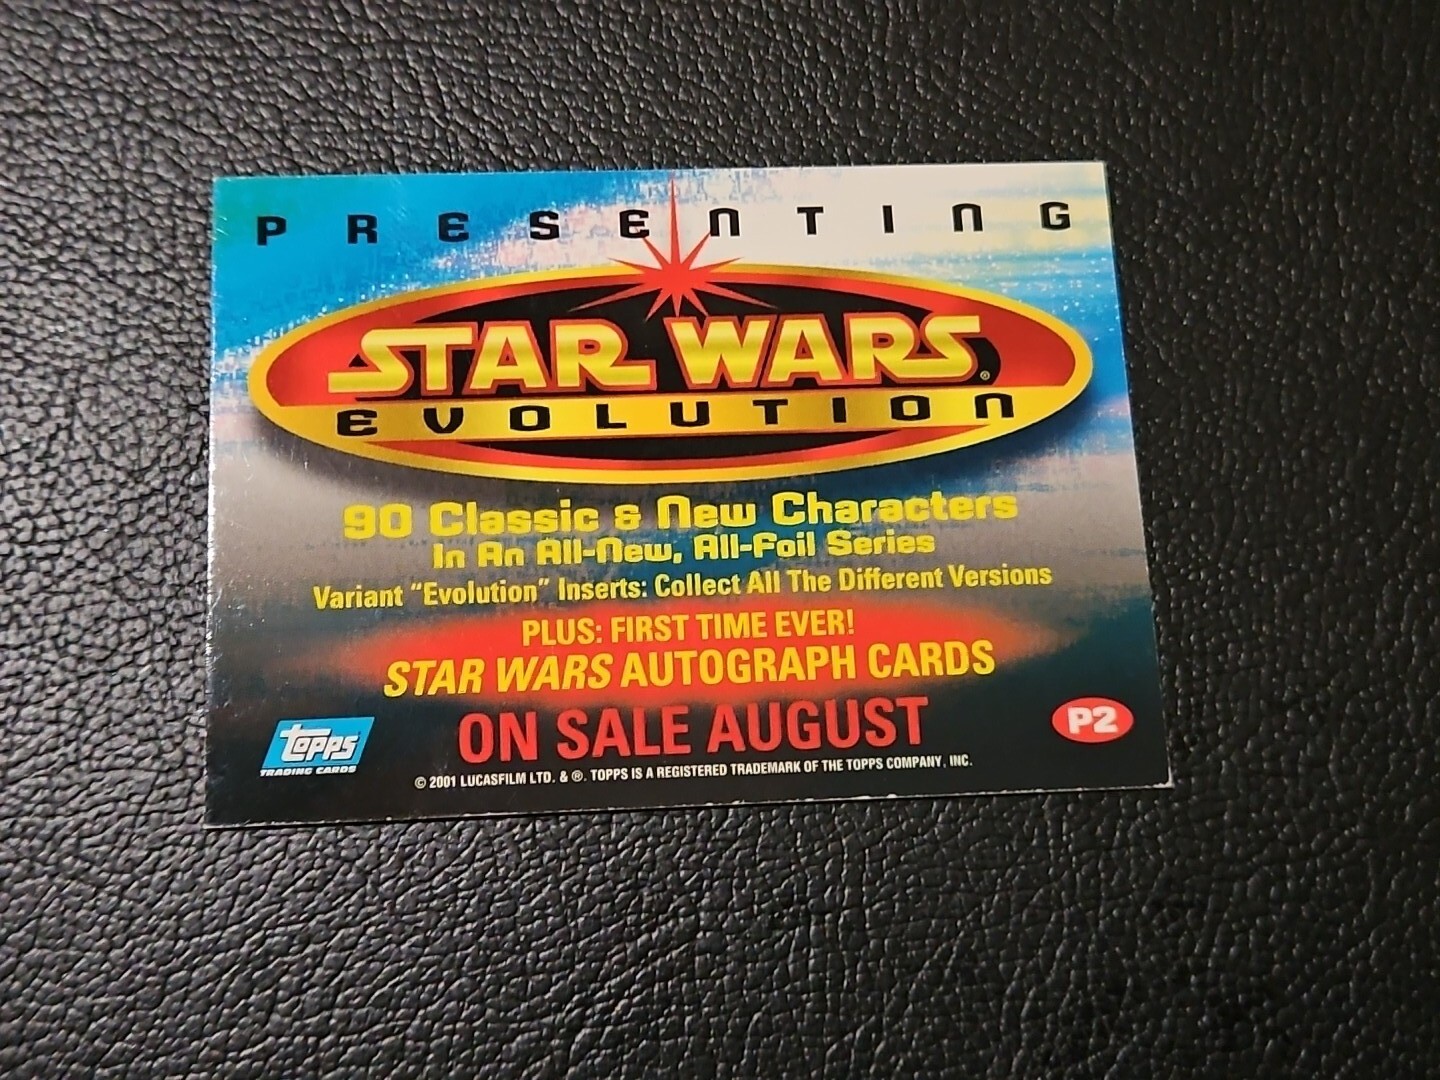 PRESENTING
STAR WARS®
EVOLUTION
90 Classic & New Characters
In An All-New, All-Foil Series
Variant "Evolution" Inserts: Collect All The Different Versions
PLUS: FIRST TIME EVER!
STAR WARS AUTOGRAPH CARDS
ON SALE AUGUST
P2
Topps®
TRADING CARDS
© 2001 LUCASFILM LTD. & ®. TOPPS IS A REGISTERED TRADEMARK OF THE TOPPS COMPANY, INC.